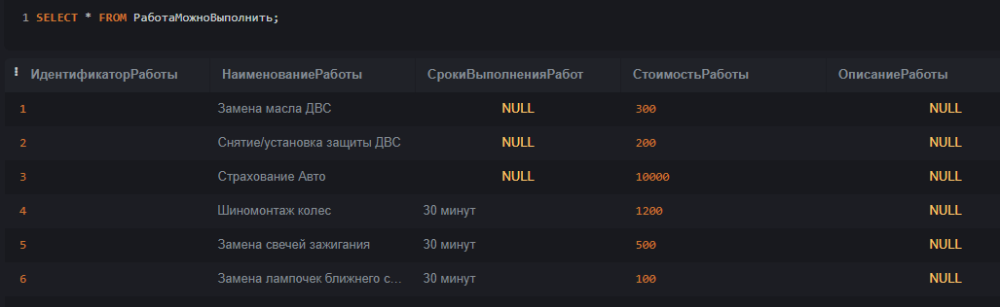 1 SELECT * FROM РаботаМожноВыполнить;
ИдентификаторРаботы НаименованиеРаботы СрокиВыполненияРабот СтоимостьРаботы ОписаниеРаботы
1 Замена масла ДВС NULL 300 NULL
2 Снятие/установка защиты ДВС NULL 200 NULL
3 Страхование Авто NULL 10000 NULL
4 Шиномонтаж колес 30 минут 1200 NULL
5 Замена свечей зажигания 30 минут 500 NULL
6 Замена лампочек ближнего с... 30 минут 100 NULL